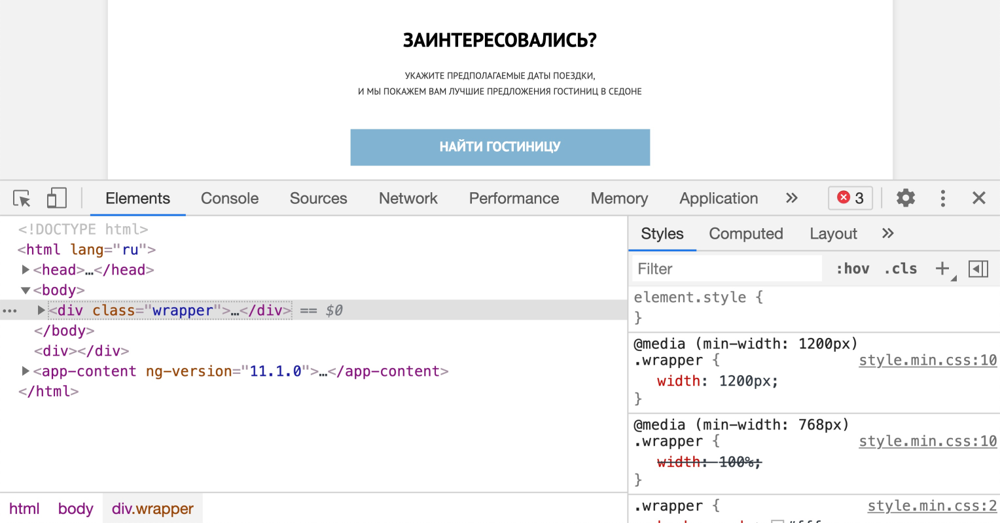 ЗАИНТЕРЕСОВАЛИСЬ?
УКАЖИТЕ ПРЕДПОЛАГАЕМЫЕ ДАТЫ ПОЕЗДКИ,
И МЫ ПОКАЖЕМ ВАМ ЛУЧШИЕ ПРЕДЛОЖЕНИЯ ГОСТИНИЦ В СЕДОНЕ
НАЙТИ ГОСТИНИЦУ
Elements Console Sources Network Performance Memory Application » 3
<!DOCTYPE html>
<html lang="ru">
<head>…</head>
<body>
<div class="wrapper">…</div> == $0
</body>
<div></div>
<app-content ng-version="11.1.0">…</app-content>
</html>
html body div.wrapper
Styles Computed Layout »
Filter :hov .cls +
element.style {
}
@media (min-width: 1200px)
.wrapper { style.min.css:10
width: 1200px;
}
@media (min-width: 768px)
.wrapper { style.min.css:10
width: 100%;
}
.wrapper { style.min.css:2